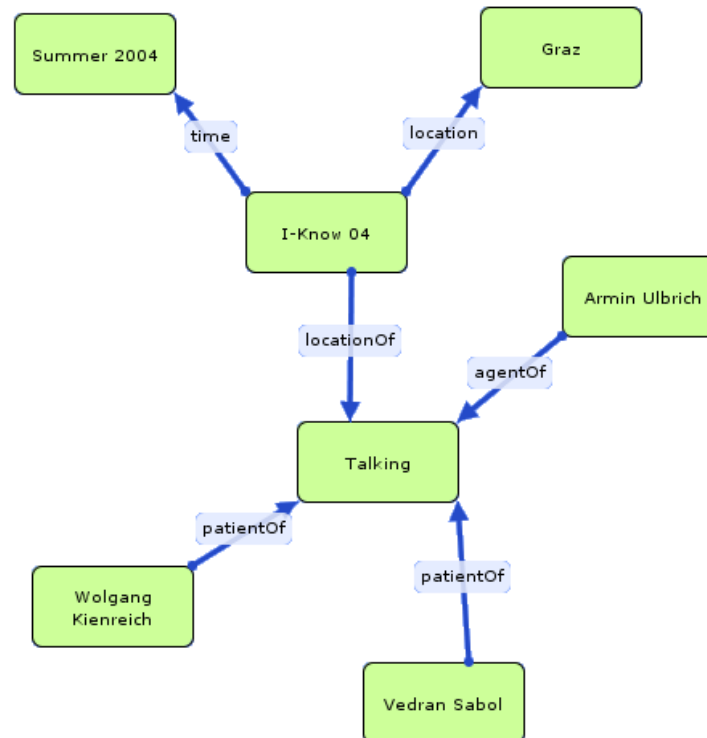 Summer 2004
Graz
time
location
I-Know 04
Armin Ulbrich
locationOf
agentOf
Talking
patientOf
patientOf
Wolgang
Kienreich
Vedran Sabol